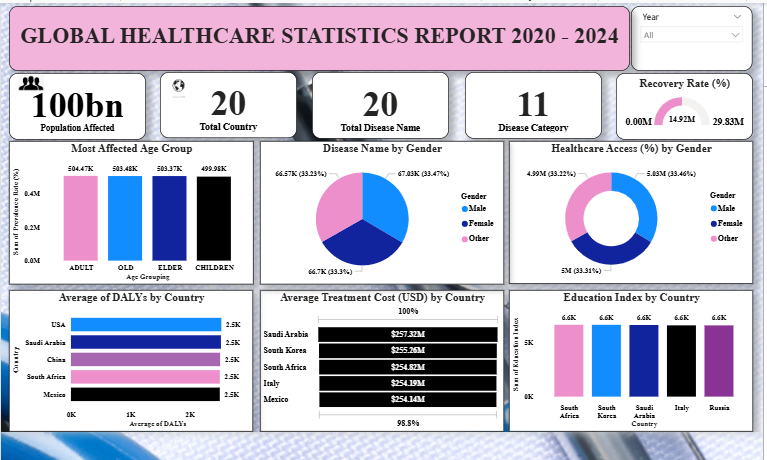 GLOBAL HEALTHCARE STATISTICS REPORT 2020 - 2024
Year
All
100bn
Population Affected
20
Total Country
20
Total Disease Name
11
Disease Category
Recovery Rate (%)
0.00M
14.92M
29.83M
Most Affected Age Group
Sum of Prevalence Rate (%)
0.4M
0.2M
0.0M
504.47K
503.48K
503.37K
499.98K
ADULT
OLD
ELDER
CHILDREN
Age Grouping
Disease Name by Gender
66.57K (33.23%)
67.03K (33.47%)
66.7K (33.3%)
Gender
Male
Female
Other
Healthcare Access (%) by Gender
4.99M (33.22%)
5.03M (33.46%)
5M (33.31%)
Gender
Male
Female
Other
Average of DALYs by Country
Country
USA 2.5K
Saudi Arabia 2.5K
China 2.5K
South Africa 2.5K
Mexico 2.5K
0K 1K 2K
Average of DALYs
Average Treatment Cost (USD) by Country
100%
Saudi Arabia $257.32M
South Korea $255.26M
South Africa $254.82M
Italy $254.19M
Mexico $254.14M
98.8%
Education Index by Country
Sum of Education Index
5K
0K
6.6K 6.6K 6.6K 6.6K 6.6K
South Africa
South Korea
Saudi Arabia
Italy
Russia
Country